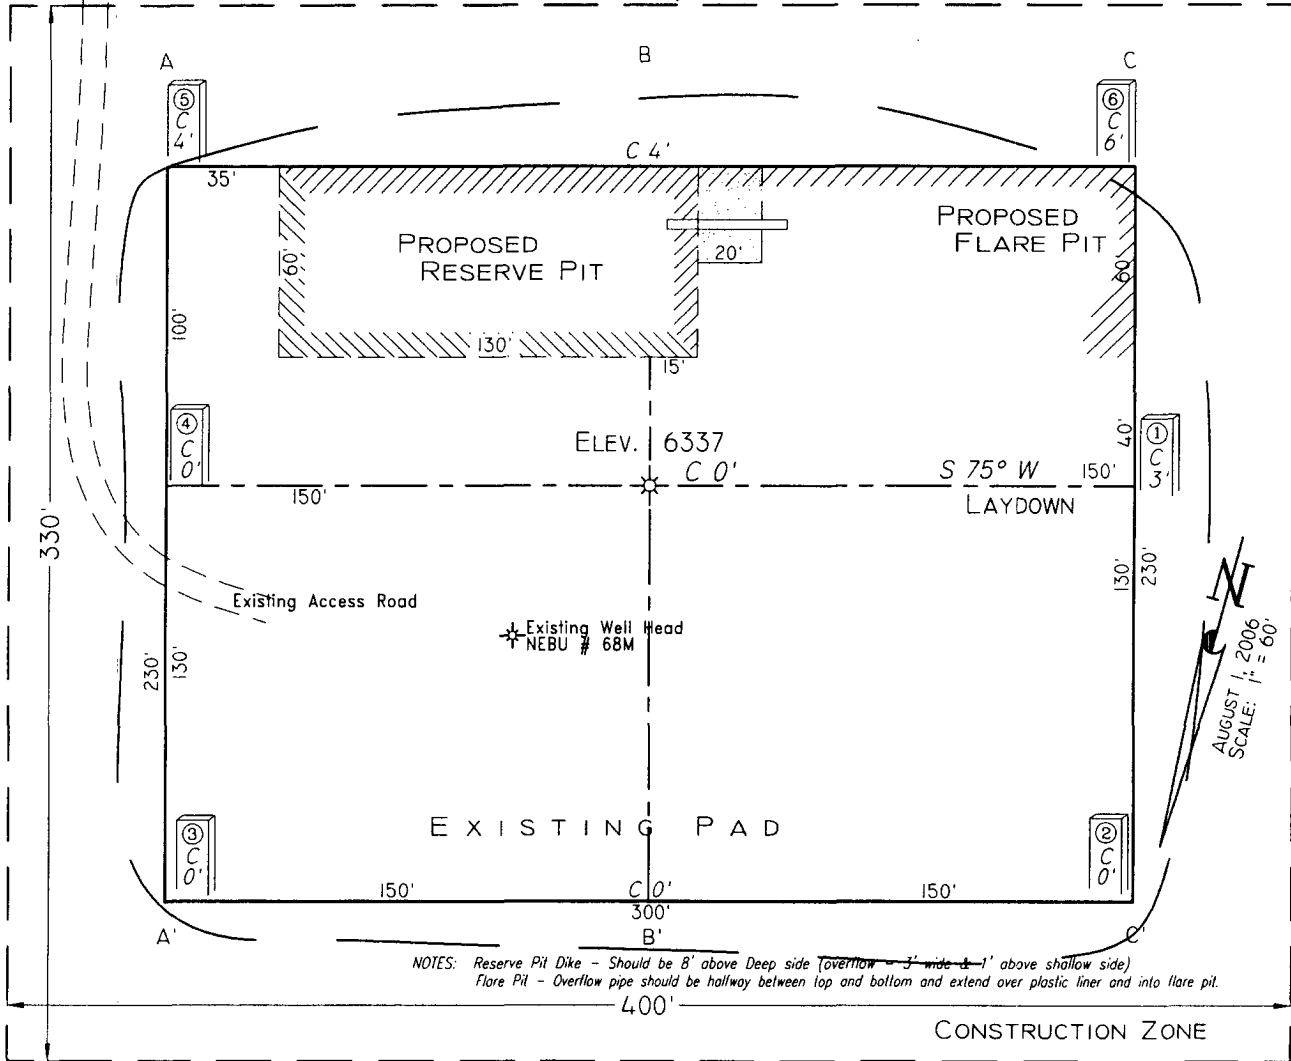 A
B
C
⑤
C
4'
⑥
C
6'
C 4'
35'
PROPOSED
RESERVE PIT
60'
130'
20'
15'
PROPOSED
FLARE PIT
60'
100'
④
C
0'
ELEV. 6337
C 0'
40'
①
C
3'
150'
S 75° W
150'
LAYDOWN
330'
Existing Access Road
Existing Well Head
NEBU # 68M
130'
230'
N
AUGUST 1, 2006
SCALE: 1" = 60'
230'
130'
③
C
0'
EXISTING PAD
②
C
0'
150'
C 0'
150'
300'
A'
B'
C'
NOTES: Reserve Pit Dike - Should be 8' above Deep side (overflow - 3' wide & 1' above shallow side)
Flare Pit - Overflow pipe should be halfway between top and bottom and extend over plastic liner and into flare pit.
400'
CONSTRUCTION ZONE